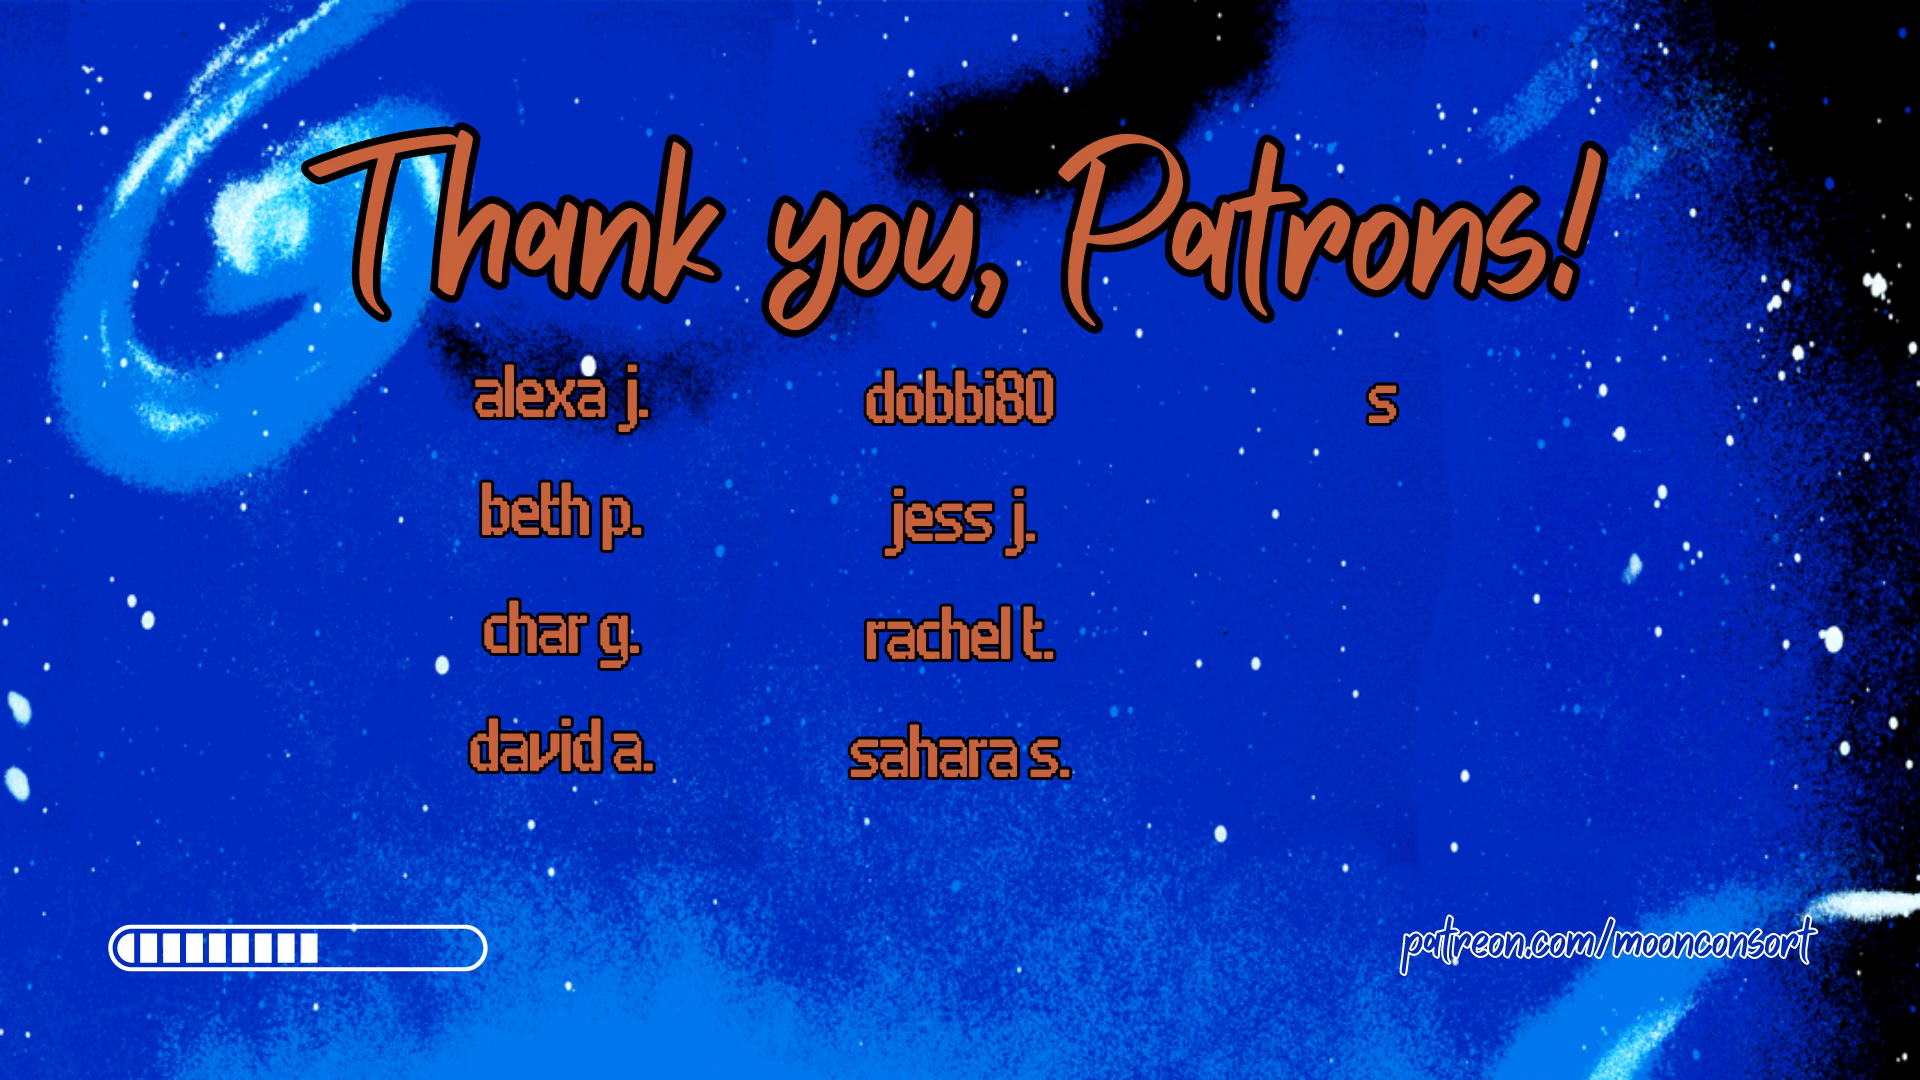 Thank you, Patrons!
alexa j.
beth p.
char g.
david a.
dobbi80
jess j.
rachel t.
sahara s.
s
patreon.com/moonconsort